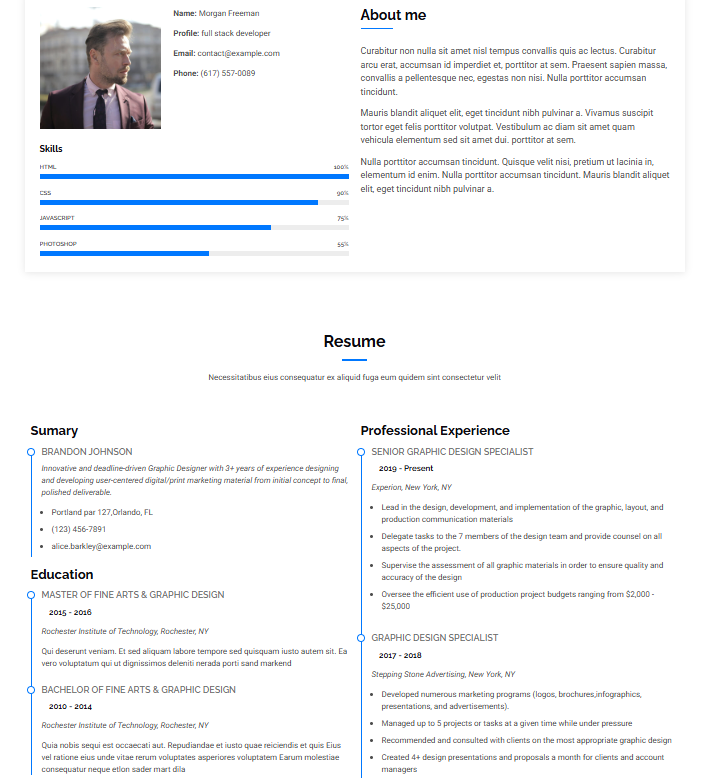 Name: Morgan Freeman
Profile: full stack developer
Email: contact@example.com
Phone: (617) 557-0089
Skills
HTML 100%
CSS 90%
JAVASCRIPT 75%
PHOTOSHOP 55%
About me
Curabitur non nulla sit amet nisl tempus convallis quis ac lectus. Curabitur
arcu erat, accumsan id imperdiet et, porttitor at sem. Praesent sapien massa,
convallis a pellentesque nec, egestas non nisi. Nulla porttitor accumsan
tincidunt.
Mauris blandit aliquet elit, eget tincidunt nibh pulvinar a. Vivamus suscipit
tortor eget felis porttitor volutpat. Vestibulum ac diam sit amet quam
vehicula elementum sed sit amet dui. porttitor at sem.
Nulla porttitor accumsan tincidunt. Quisque velit nisi, pretium ut lacinia in,
elementum id enim. Nulla porttitor accumsan tincidunt. Mauris blandit aliquet
elit, eget tincidunt nibh pulvinar a.
Resume
Necessitatibus eius consequatur ex aliquid fuga eum quidem sint consectetur velit
Sumary
BRANDON JOHNSON
Innovative and deadline-driven Graphic Designer with 3+ years of experience designing
and developing user-centered digital/print marketing material from initial concept to final,
polished deliverable.
Portland par 127,Orlando, FL
(123) 456-7891
alice.barkley@example.com
Education
MASTER OF FINE ARTS & GRAPHIC DESIGN
2015 - 2016
Rochester Institute of Technology, Rochester, NY
Qui deserunt veniam. Et sed aliquam labore tempore sed quisquam iusto autem sit. Ea
vero voluptatum qui ut dignissimos deleniti nerada porti sand markend
BACHELOR OF FINE ARTS & GRAPHIC DESIGN
2010 - 2014
Rochester Institute of Technology, Rochester, NY
Quia nobis sequi est occaecati aut. Repudiandae et iusto quae reiciendis et quis Eius
vel ratione eius unde vitae rerum voluptates asperiores voluptatem Earum molestiae
consequatur neque etlon sader mart dila
Professional Experience
SENIOR GRAPHIC DESIGN SPECIALIST
2019 - Present
Experion, New York, NY
Lead in the design, development, and implementation of the graphic, layout, and
production communication materials
Delegate tasks to the 7 members of the design team and provide counsel on all
aspects of the project.
Supervise the assessment of all graphic materials in order to ensure quality and
accuracy of the design
Oversee the efficient use of production project budgets ranging from $2,000 -
$25,000
GRAPHIC DESIGN SPECIALIST
2017 - 2018
Stepping Stone Advertising, New York, NY
Developed numerous marketing programs (logos, brochures,infographics,
presentations, and advertisements).
Managed up to 5 projects or tasks at a given time while under pressure
Recommended and consulted with clients on the most appropriate graphic design
Created 4+ design presentations and proposals a month for clients and account
managers